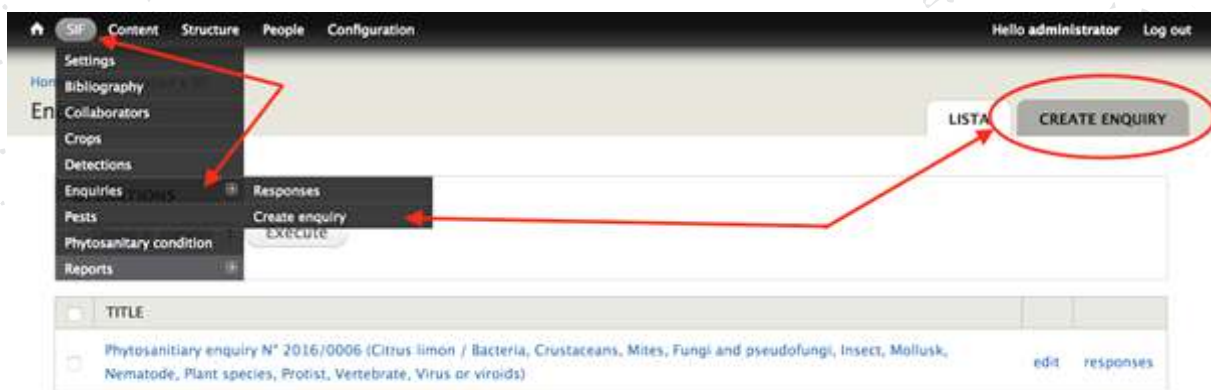 SIF Content Structure People Configuration Hello administrator Log out
Settings
Hom
Bibliography
En Collaborators
LISTA CREATE ENQUIRY
Crops
Detections
Enquiries Responses
Pests Create enquiry
Phytosanitary condition Execute
Reports
TITLE
Phytosanitiary enquiry N° 2016/0006 (Citrus limon / Bacteria, Crustaceans, Mites, Fungi and pseudofungi, Insect, Mollusk,
Nematode, Plant species, Protist, Vertebrate, Virus or viroids) edit responses